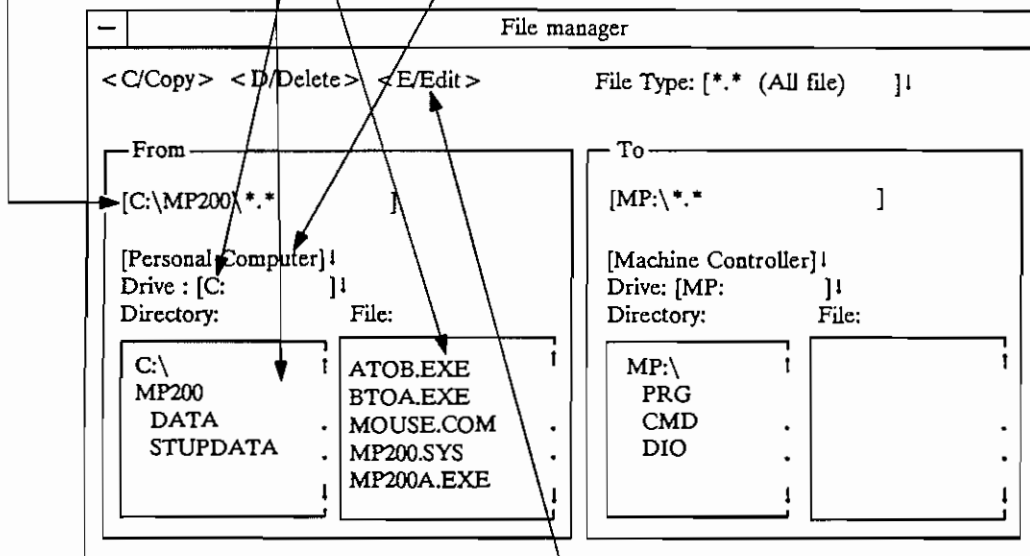 File manager
<C/Copy> <D/Delete> <E/Edit> File Type: [*.* (All file) ]↓
From
[C:\MP200\*.* ]
[Personal Computer]↓
Drive : [C: ]↓
Directory: File:
C:\
MP200
DATA
STUPDATA
ATOB.EXE
BTOA.EXE
MOUSE.COM
MP200.SYS
MP200A.EXE
To
[MP:\*.* ]
[Machine Controller]↓
Drive: [MP: ]↓
Directory: File:
MP:\
PRG
CMD
DIO